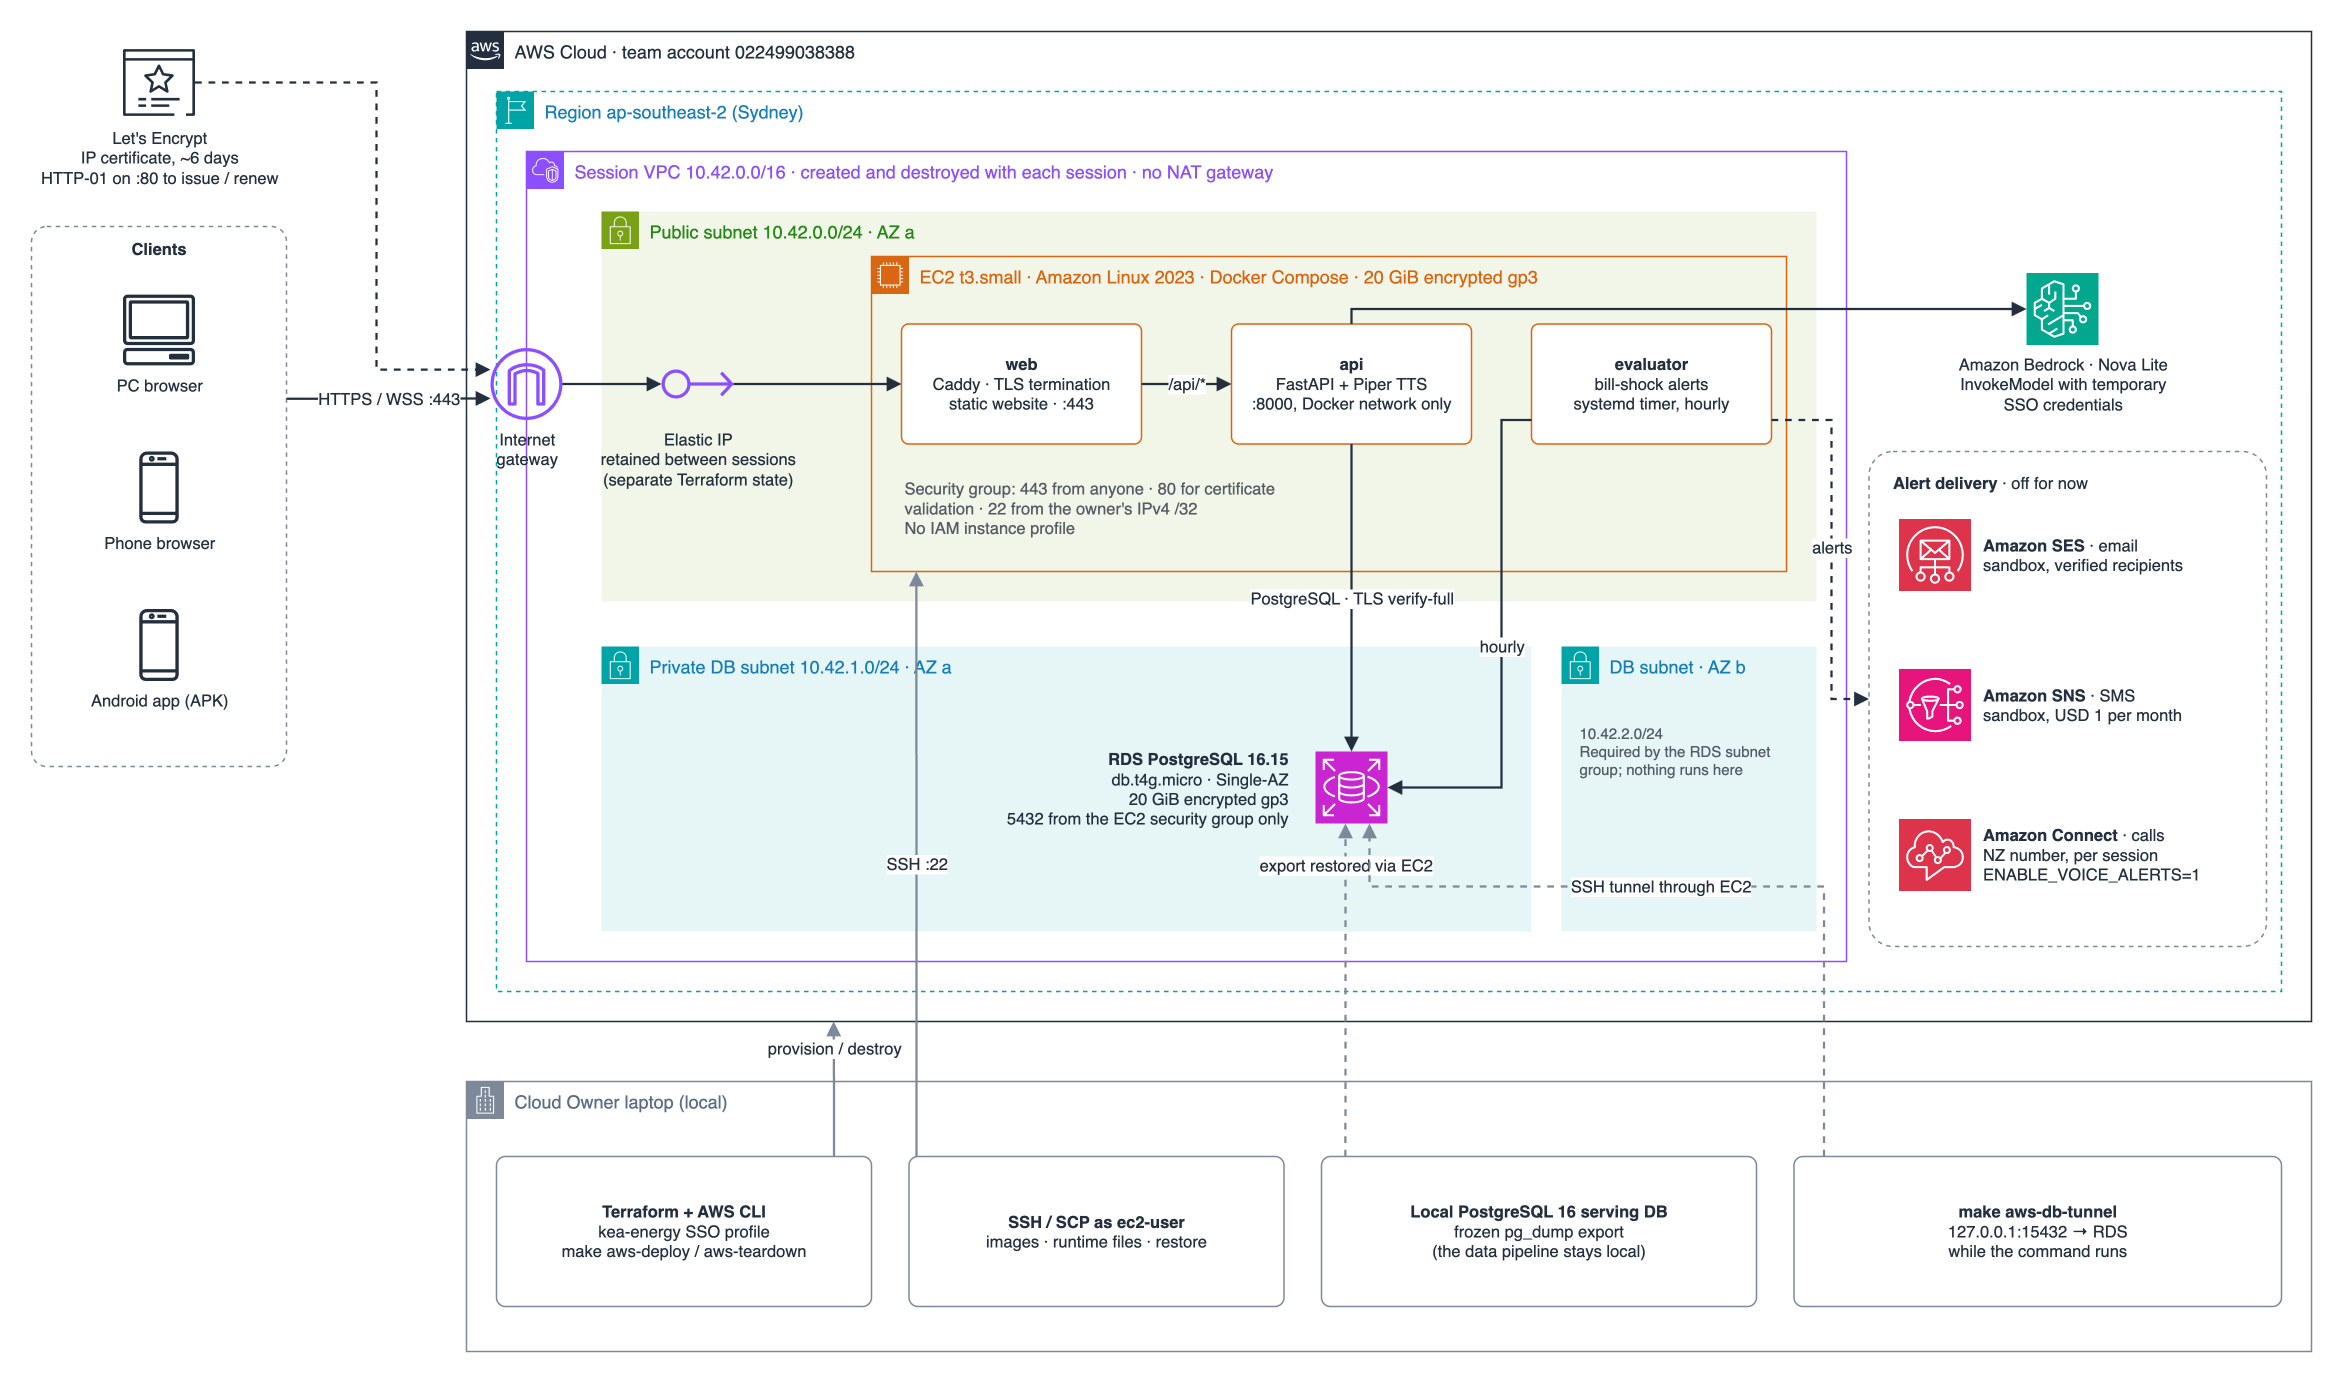 aws
AWS Cloud · team account 022499038388
Let's Encrypt
IP certificate, ~6 days
HTTP-01 on :80 to issue / renew
Region ap-southeast-2 (Sydney)
Session VPC 10.42.0.0/16 · created and destroyed with each session · no NAT gateway
Public subnet 10.42.0.0/24 · AZ a
EC2 t3.small · Amazon Linux 2023 · Docker Compose · 20 GiB encrypted gp3
Clients
PC browser
Phone browser
Android app (APK)
HTTPS / WSS :443
Internet
gateway
Elastic IP
retained between sessions
(separate Terraform state)
web
Caddy · TLS termination
static website · :443
/api/*
api
FastAPI + Piper TTS
:8000, Docker network only
evaluator
bill-shock alerts
systemd timer, hourly
Security group: 443 from anyone · 80 for certificate
validation · 22 from the owner's IPv4 /32
No IAM instance profile
Amazon Bedrock · Nova Lite
InvokeModel with temporary
SSO credentials
alerts
Alert delivery · off for now
Amazon SES · email
sandbox, verified recipients
Amazon SNS · SMS
sandbox, USD 1 per month
Amazon Connect · calls
NZ number, per session
ENABLE_VOICE_ALERTS=1
PostgreSQL · TLS verify-full
hourly
Private DB subnet 10.42.1.0/24 · AZ a
RDS PostgreSQL 16.15
db.t4g.micro · Single-AZ
20 GiB encrypted gp3
5432 from the EC2 security group only
DB subnet · AZ b
10.42.2.0/24
Required by the RDS subnet
group; nothing runs here
SSH :22
export restored via EC2
SSH tunnel through EC2
provision / destroy
Cloud Owner laptop (local)
Terraform + AWS CLI
kea-energy SSO profile
make aws-deploy / aws-teardown
SSH / SCP as ec2-user
images · runtime files · restore
Local PostgreSQL 16 serving DB
frozen pg_dump export
(the data pipeline stays local)
make aws-db-tunnel
127.0.0.1:15432 → RDS
while the command runs